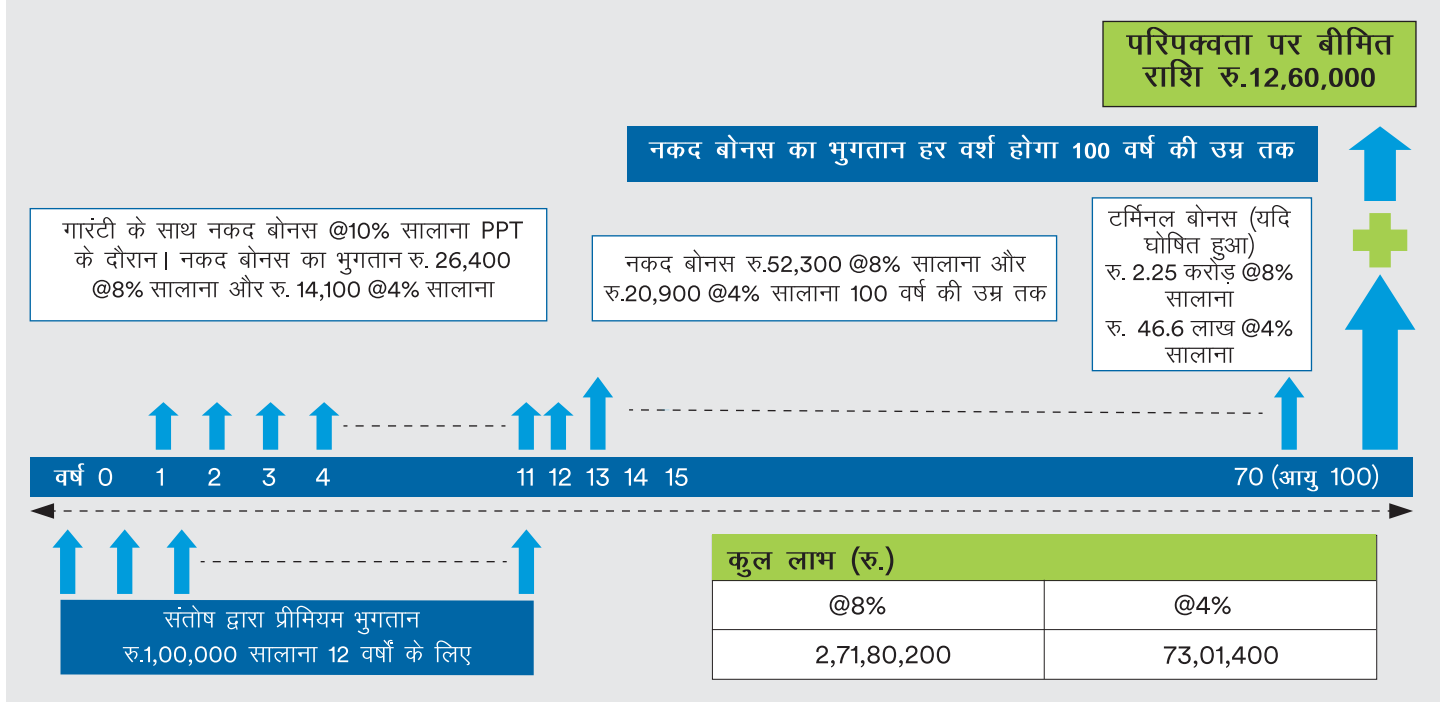 परिपक्वता पर बीमित
राशि रु.12,60,000
नकद बोनस का भुगतान हर वर्श होगा 100 वर्ष की उम्र तक
गारंटी के साथ नकद बोनस @10% सालाना PPT
के दौरान। नकद बोनस का भुगतान रु. 26,400
@8% सालाना और रु. 14,100 @4% सालाना
नकद बोनस रु.52,300 @8% सालाना और
रु.20,900 @4% सालाना 100 वर्ष की उम्र तक
टर्मिनल बोनस (यदि
घोषित हुआ)
रु. 2.25 करोड़ @8%
सालाना
रु. 46.6 लाख @4%
सालाना
वर्ष 0 1 2 3 4 11 12 13 14 15 70 (आयु 100)
संतोष द्वारा प्रीमियम भुगतान
रु.1,00,000 सालाना 12 वर्षों के लिए
कुल लाभ (रु.)
@8% @4%
2,71,80,200 73,01,400